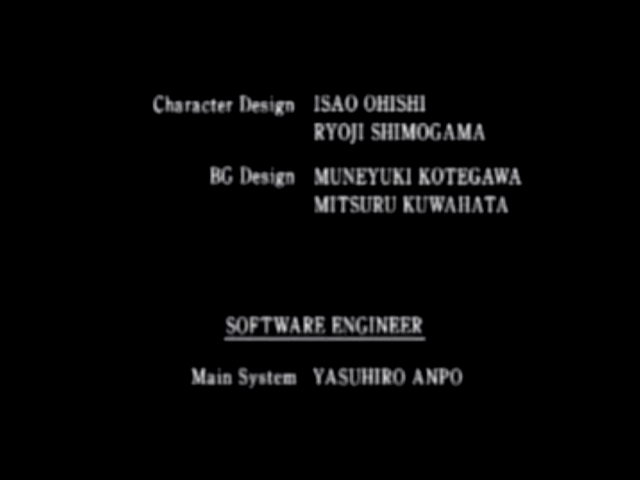 Character Design ISAO OHISHI
RYOJI SHIMOGAMA
BG Design MUNEYUKI KOTEGAWA
MITSURU KUWAHATA
SOFTWARE ENGINEER
Main System YASUHIRO ANPO